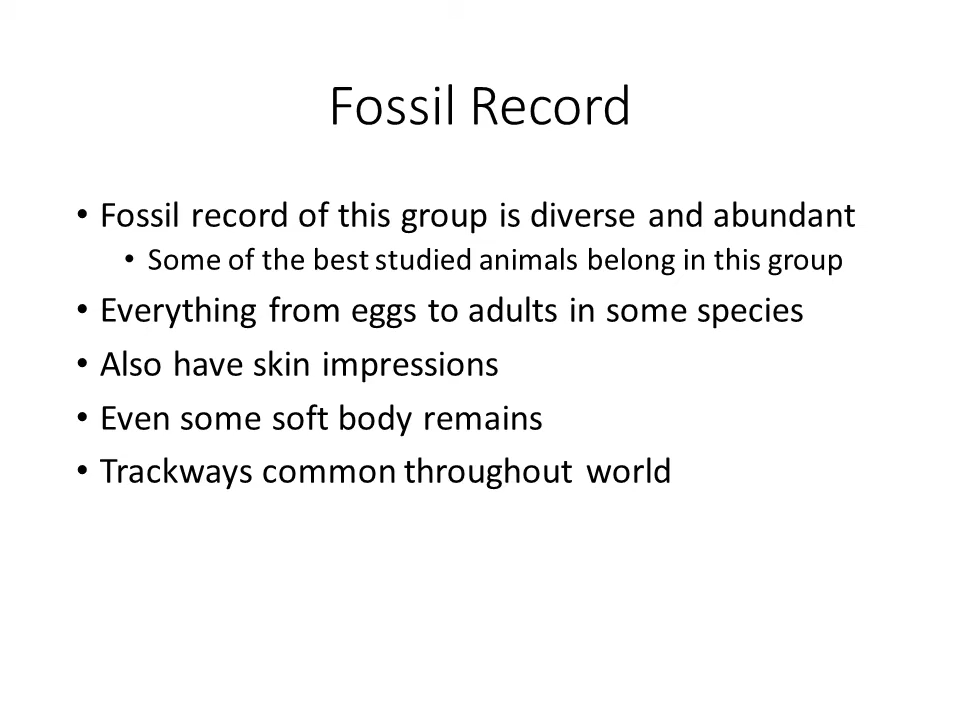 Fossil Record
• Fossil record of this group is diverse and abundant
• Some of the best studied animals belong in this group
• Everything from eggs to adults in some species
• Also have skin impressions
• Even some soft body remains
• Trackways common throughout world